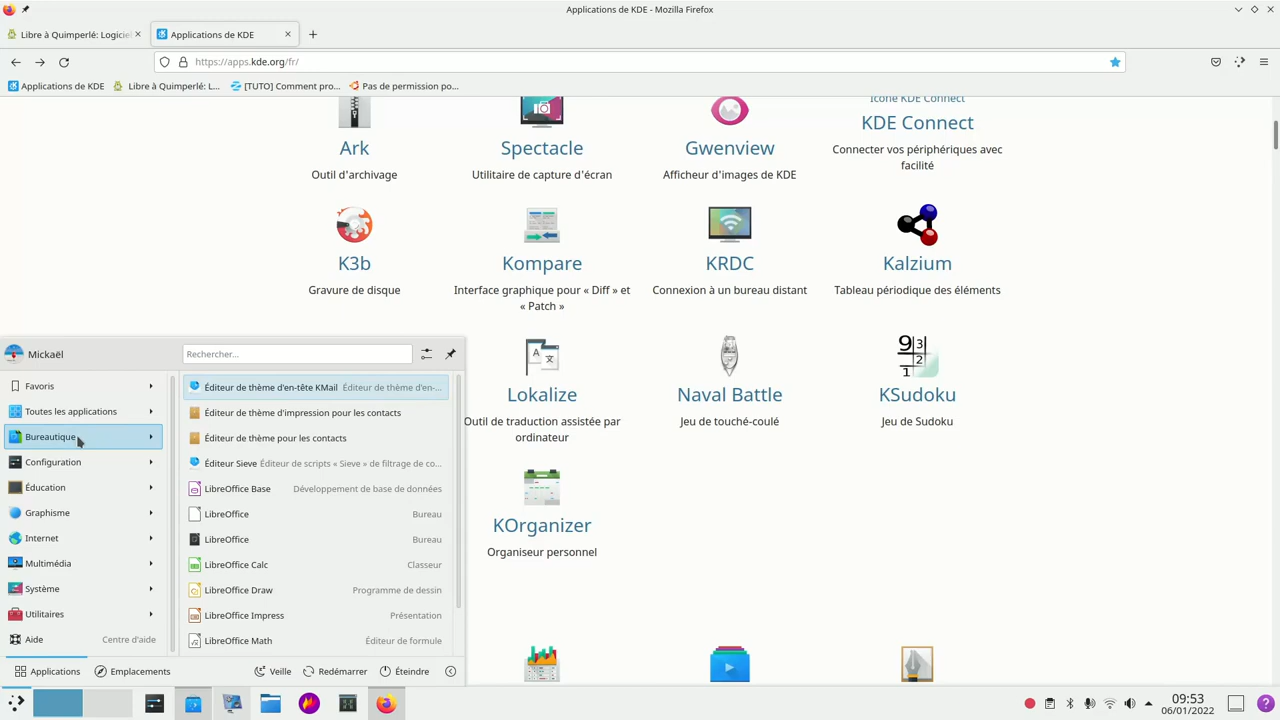 Applications de KDE - Mozilla Firefox
Libre à Quimperlé: Logiciel
Applications de KDE
https://apps.kde.org/fr/
Applications de KDE
Libre à Quimperlé: L...
[TUTO] Comment pro...
Pas de permission po...
Icône KDE Connect
Ark
Outil d'archivage
Spectacle
Utilitaire de capture d'écran
Gwenview
Afficheur d'images de KDE
KDE Connect
Connecter vos périphériques avec
facilité
K3b
Gravure de disque
Kompare
Interface graphique pour « Diff » et
« Patch »
KRDC
Connexion à un bureau distant
Kalzium
Tableau périodique des éléments
Lokalize
Outil de traduction assistée par
ordinateur
Naval Battle
Jeu de touché-coulé
KSudoku
Jeu de Sudoku
KOrganizer
Organiseur personnel
Mickaël
Rechercher...
Favoris
Toutes les applications
Bureautique
Configuration
Éducation
Graphisme
Internet
Multimédia
Système
Utilitaires
Aide Centre d'aide
Éditeur de thème d'en-tête KMail Éditeur de thème d'en-...
Éditeur de thème d'impression pour les contacts
Éditeur de thème pour les contacts
Éditeur Sieve Éditeur de scripts « Sieve » de filtrage de co...
LibreOffice Base Développement de base de données
LibreOffice Bureau
LibreOffice Bureau
LibreOffice Calc Classeur
LibreOffice Draw Programme de dessin
LibreOffice Impress Présentation
LibreOffice Math Éditeur de formule
Applications
Emplacements
Veille
Redémarrer
Éteindre
09:53
06/01/2022